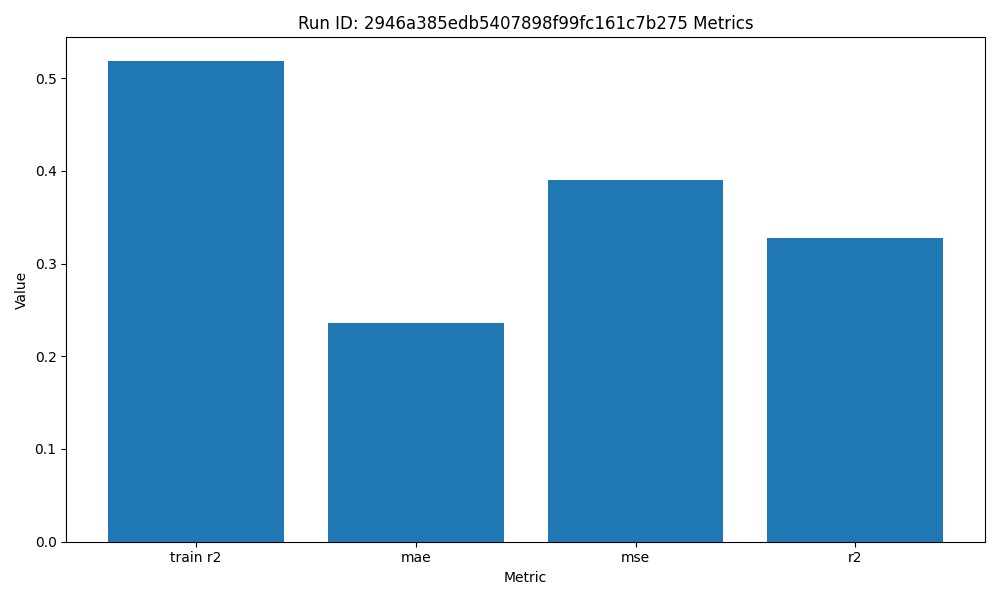 Run ID: 2946a385edb5407898f99fc161c7b275 Metrics
Value
0.5
0.4
0.3
0.2
0.1
0.0
train r2
mae
mse
r2
Metric